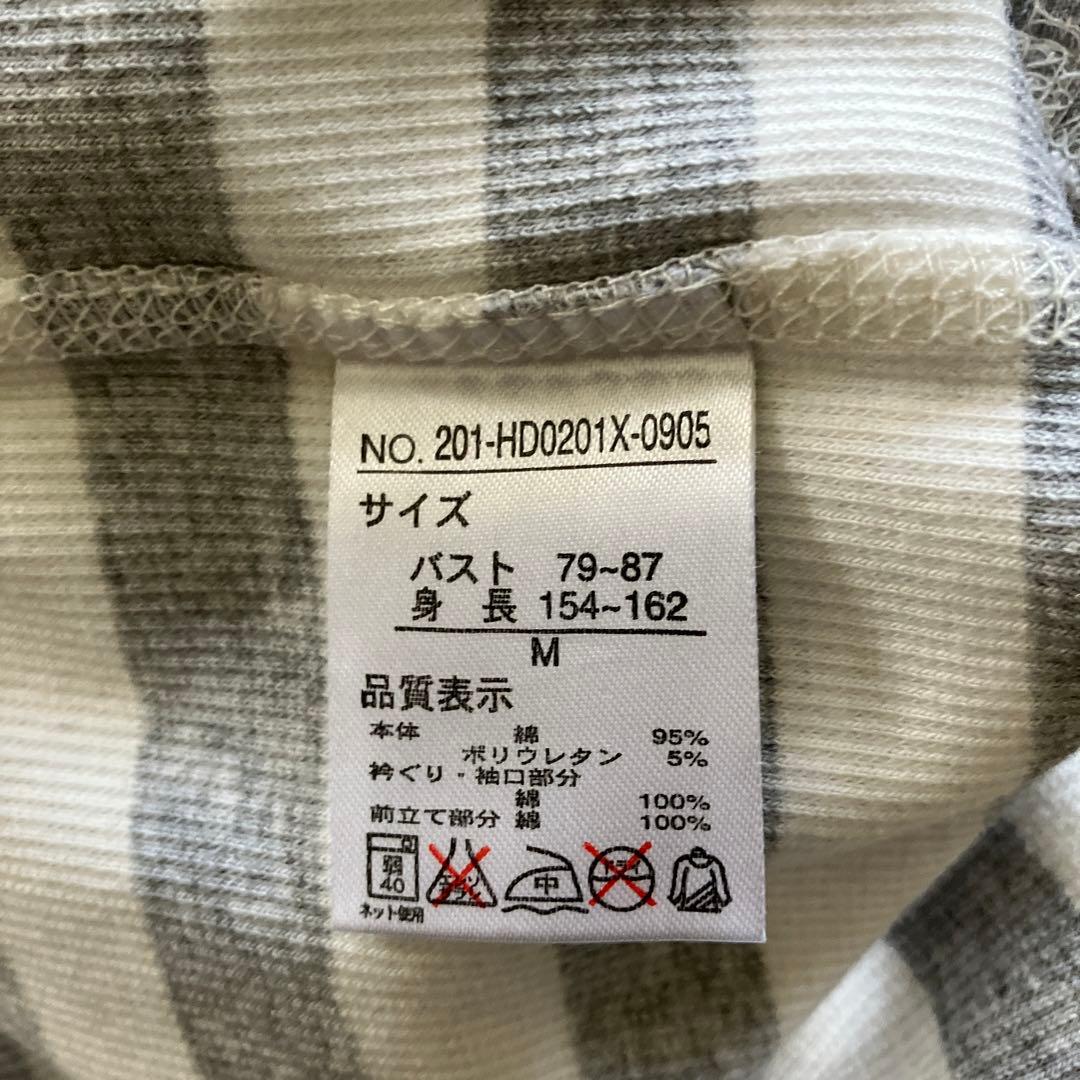 NO. 201-HD0201X-0905
サイズ
バスト 79~87
身 長 154~162
M
品質表示
本体 綿 95%
ポリウレタン 5%
衿ぐり・袖口部分
綿 100%
前立て部分 綿 100%
弱
40
中
ネット使用